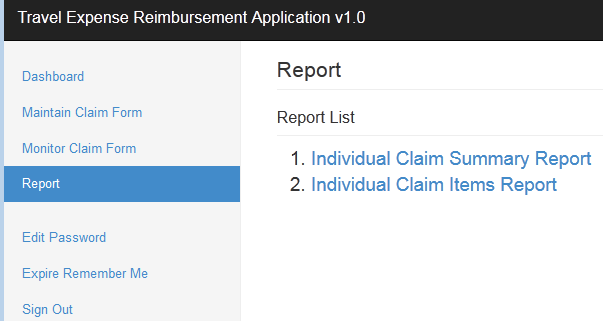 Travel Expense Reimbursement Application v1.0
Dashboard
Maintain Claim Form
Monitor Claim Form
Report
Edit Password
Expire Remember Me
Sign Out
Report
Report List
1. Individual Claim Summary Report
2. Individual Claim Items Report